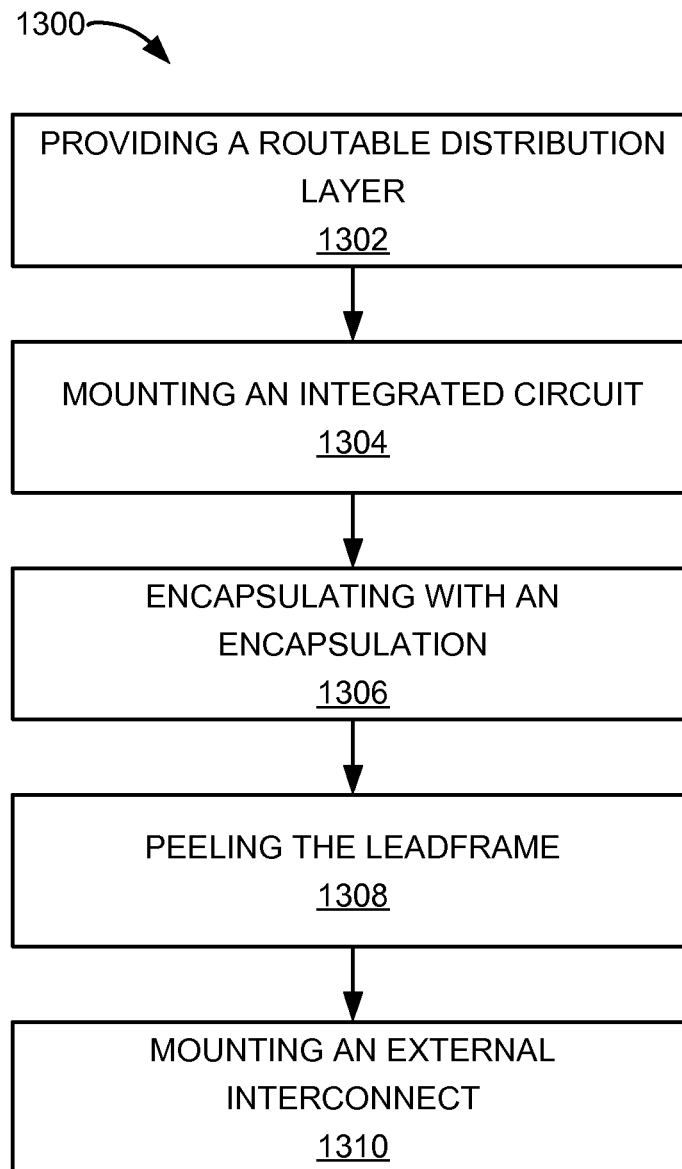 1300
PROVIDING A ROUTABLE DISTRIBUTION
LAYER
1302
MOUNTING AN INTEGRATED CIRCUIT
1304
ENCAPSULATING WITH AN
ENCAPSULATION
1306
PEELING THE LEADFRAME
1308
MOUNTING AN EXTERNAL
INTERCONNECT
1310